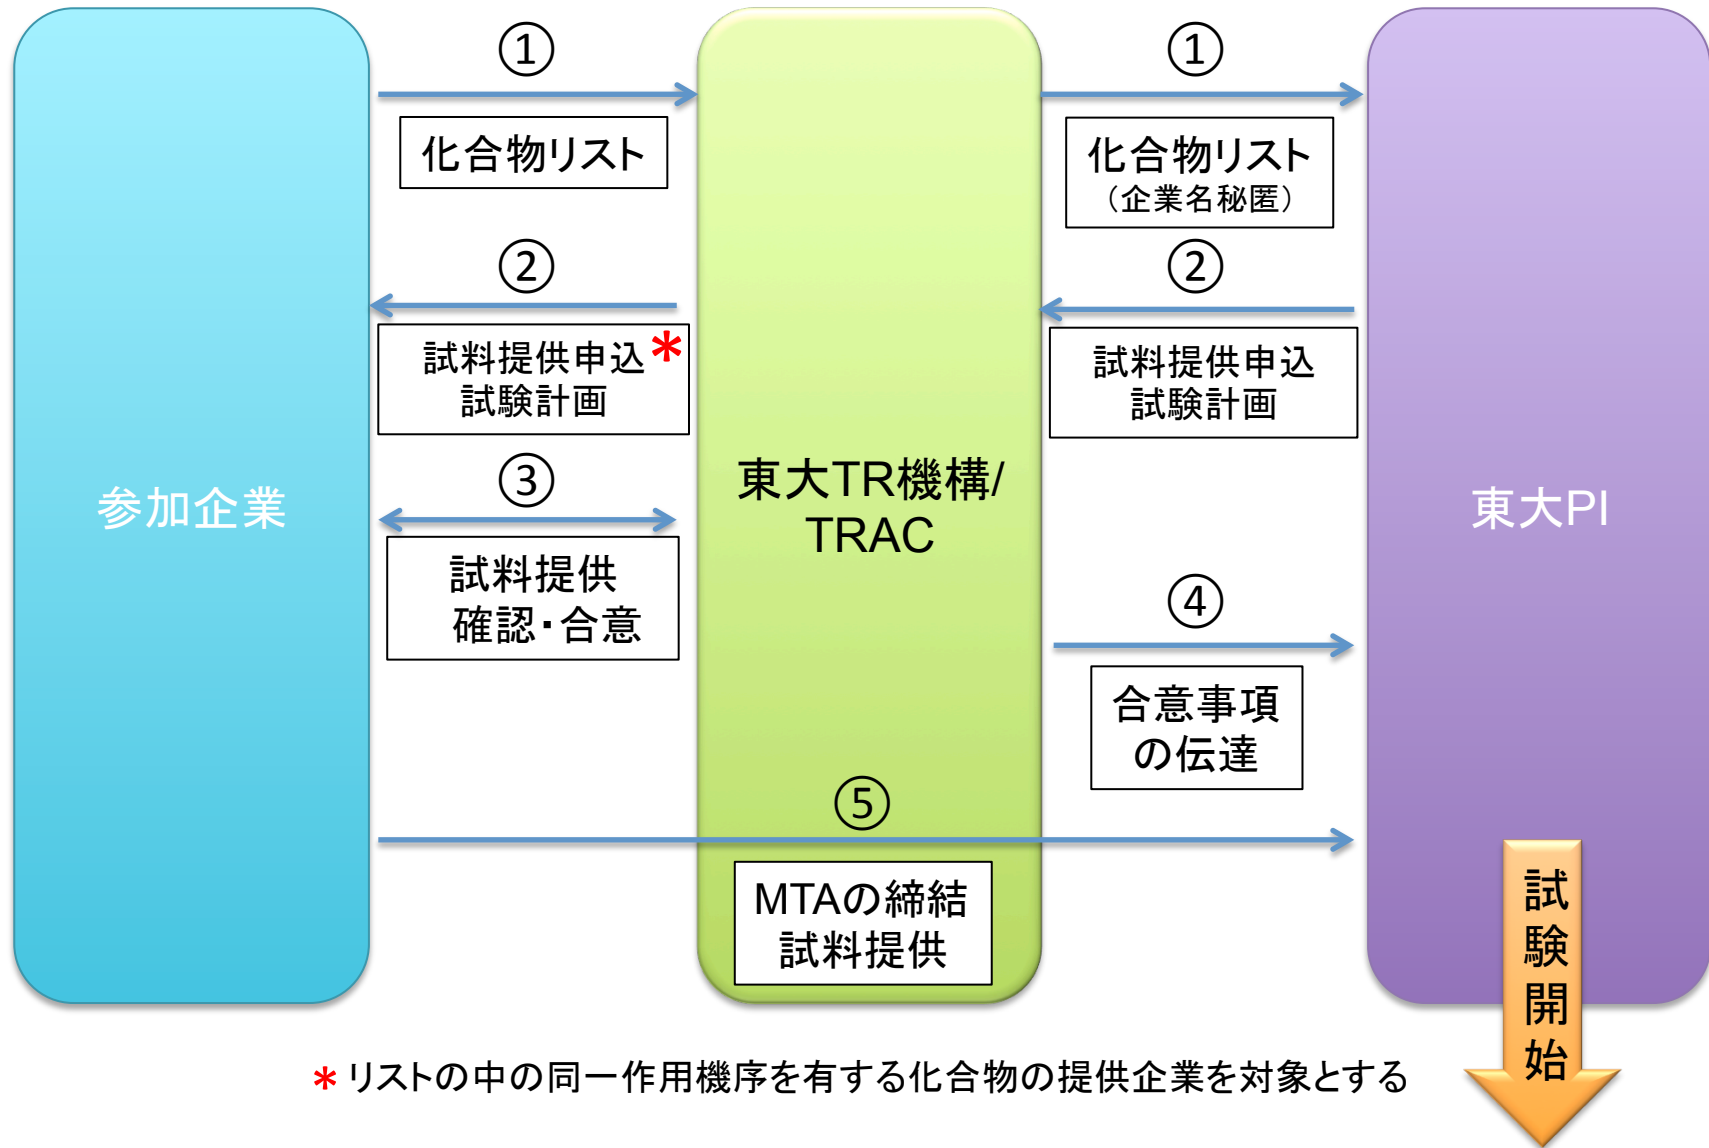 ①
①
化合物リスト
化合物リスト
（企業名秘匿）
②
②
試料提供申込*
試験計画
試料提供申込
試験計画
参加企業
東大TR機構/
TRAC
東大PI
③
試料提供
確認・合意
④
合意事項
の伝達
⑤
MTAの締結
試料提供
試験開始
* リストの中の同一作用機序を有する化合物の提供企業を対象とする